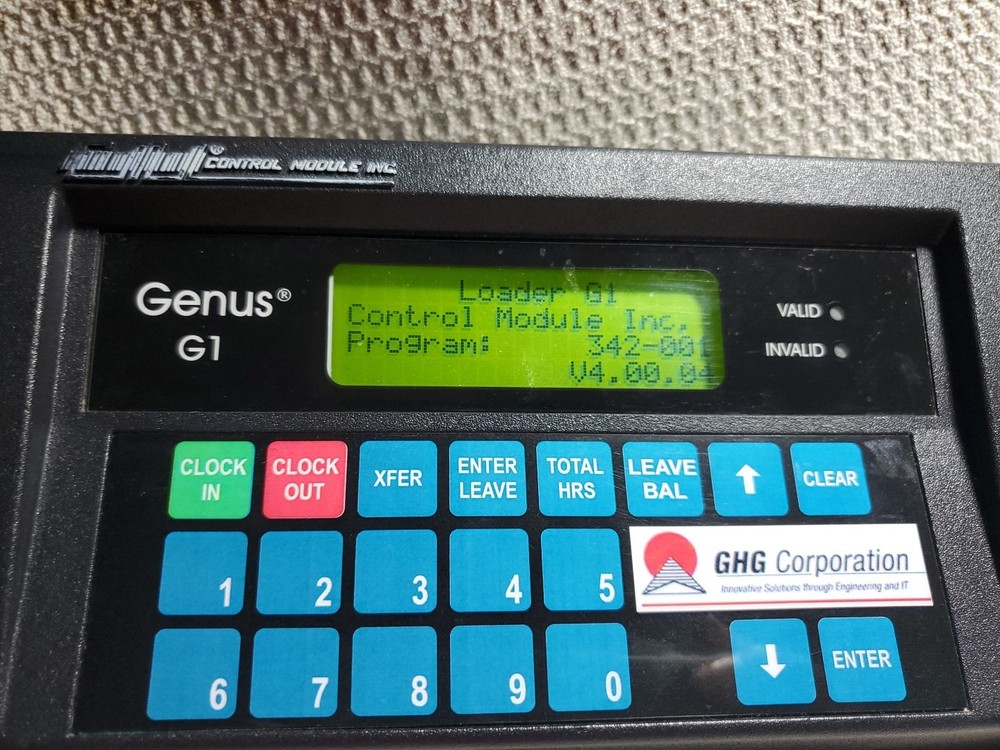 ® CONTROL MODULE INC
Genus®
G1
Loader G1
Control Module Inc.
Program: 342-001
V4.00.04
VALID
INVALID
CLOCK IN
CLOCK OUT
XFER
ENTER LEAVE
TOTAL HRS
LEAVE BAL
↑
CLEAR
1
2
3
4
5
GHG Corporation
Innovative Solutions through Engineering and IT
6
7
8
9
0
↓
ENTER